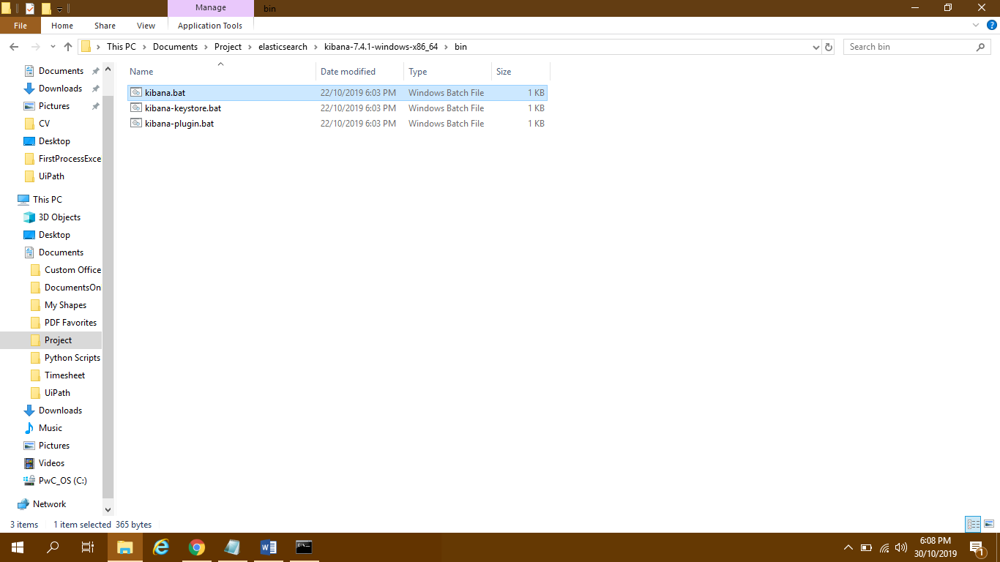 Manage
bin
File
Home
Share
View
Application Tools
This PC
Documents
Project
elasticsearch
kibana-7.4.1-windows-x86_64
bin
Search bin
Documents
Downloads
Pictures
CV
Desktop
FirstProcessExce
UiPath
This PC
3D Objects
Desktop
Documents
Custom Office
DocumentsOn
My Shapes
PDF Favorites
Project
Python Scripts
Timesheet
UiPath
Downloads
Music
Pictures
Videos
PwC_OS (C:)
Network
Name Date modified Type Size
kibana.bat 22/10/2019 6:03 PM Windows Batch File 1 KB
kibana-keystore.bat 22/10/2019 6:03 PM Windows Batch File 1 KB
kibana-plugin.bat 22/10/2019 6:03 PM Windows Batch File 1 KB
3 items 1 item selected 365 bytes
6:08 PM
30/10/2019
1